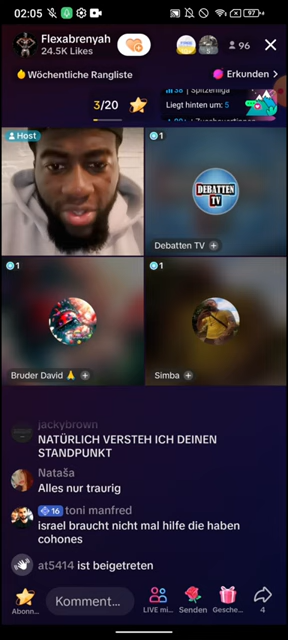 02:05
97
Flexabrenyah
24.5K Likes
96
Wöchentliche Rangliste
Erkunden
3/20
Spitzenliga
Liegt hinten um: 5
Host
1
DEBATTEN
TV
Debatten TV
1
Bruder David 🙏
1
Simba
jackybrown
NATÜRLICH VERSTEH ICH DEINEN
STANDPUNKT
Nataša
Alles nur traurig
16 toni manfred
israel braucht nicht mal hilfe die haben
cohones
at5414 ist beigetreten
Abonn...
Komment...
LIVE mi...
Senden
Gesche...
4